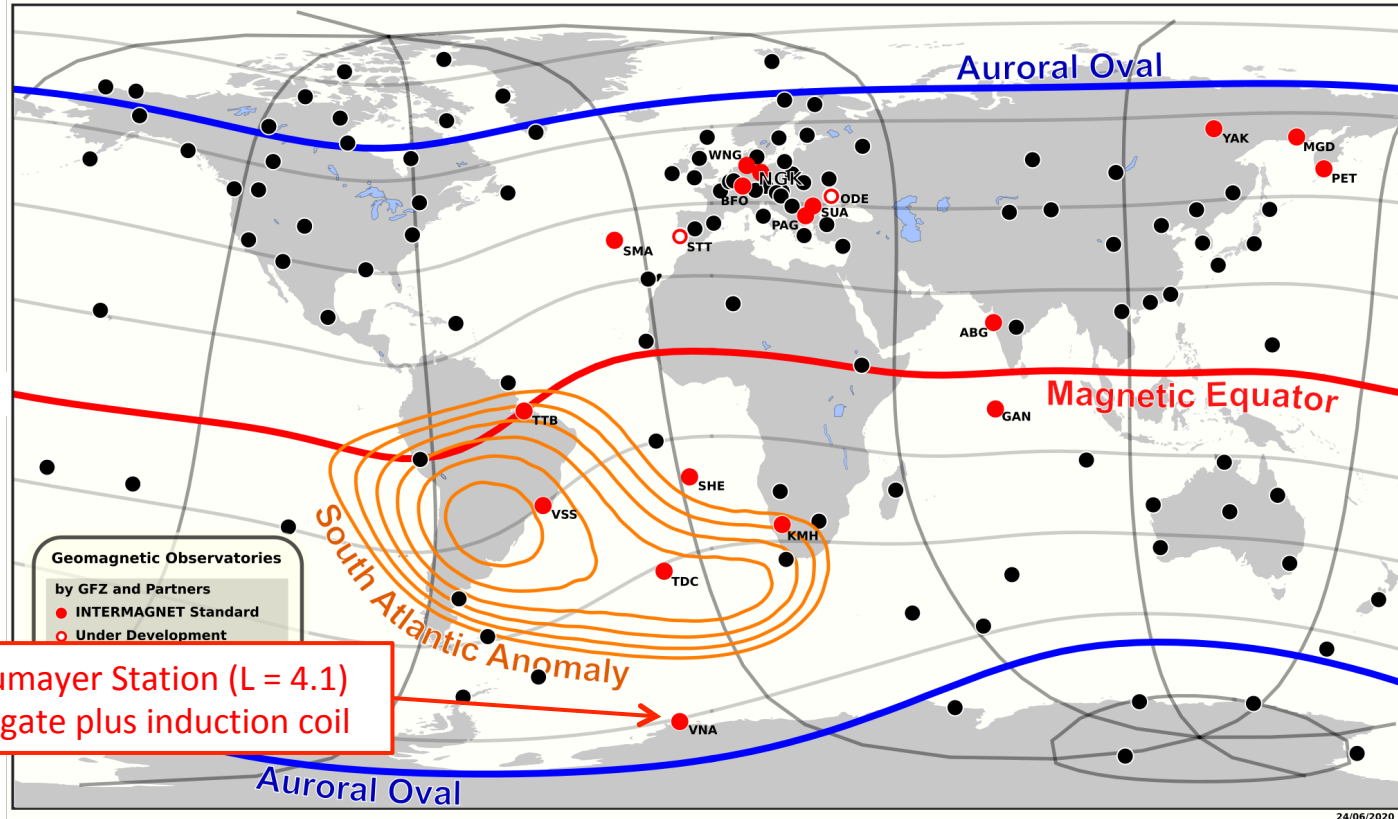 Auroral Oval
YAK
MGD
PET
WNG
NGK
BFO
ODE
SUA
PAG
STT
SMA
ABG
Magnetic Equator
GAN
TTB
SHE
VSS
KMH
TDC
South Atlantic Anomaly
Geomagnetic Observatories
by GFZ and Partners
INTERMAGNET Standard
Under Development
umayer Station (L = 4.1)
gate plus induction coil
VNA
Auroral Oval
24/06/2020